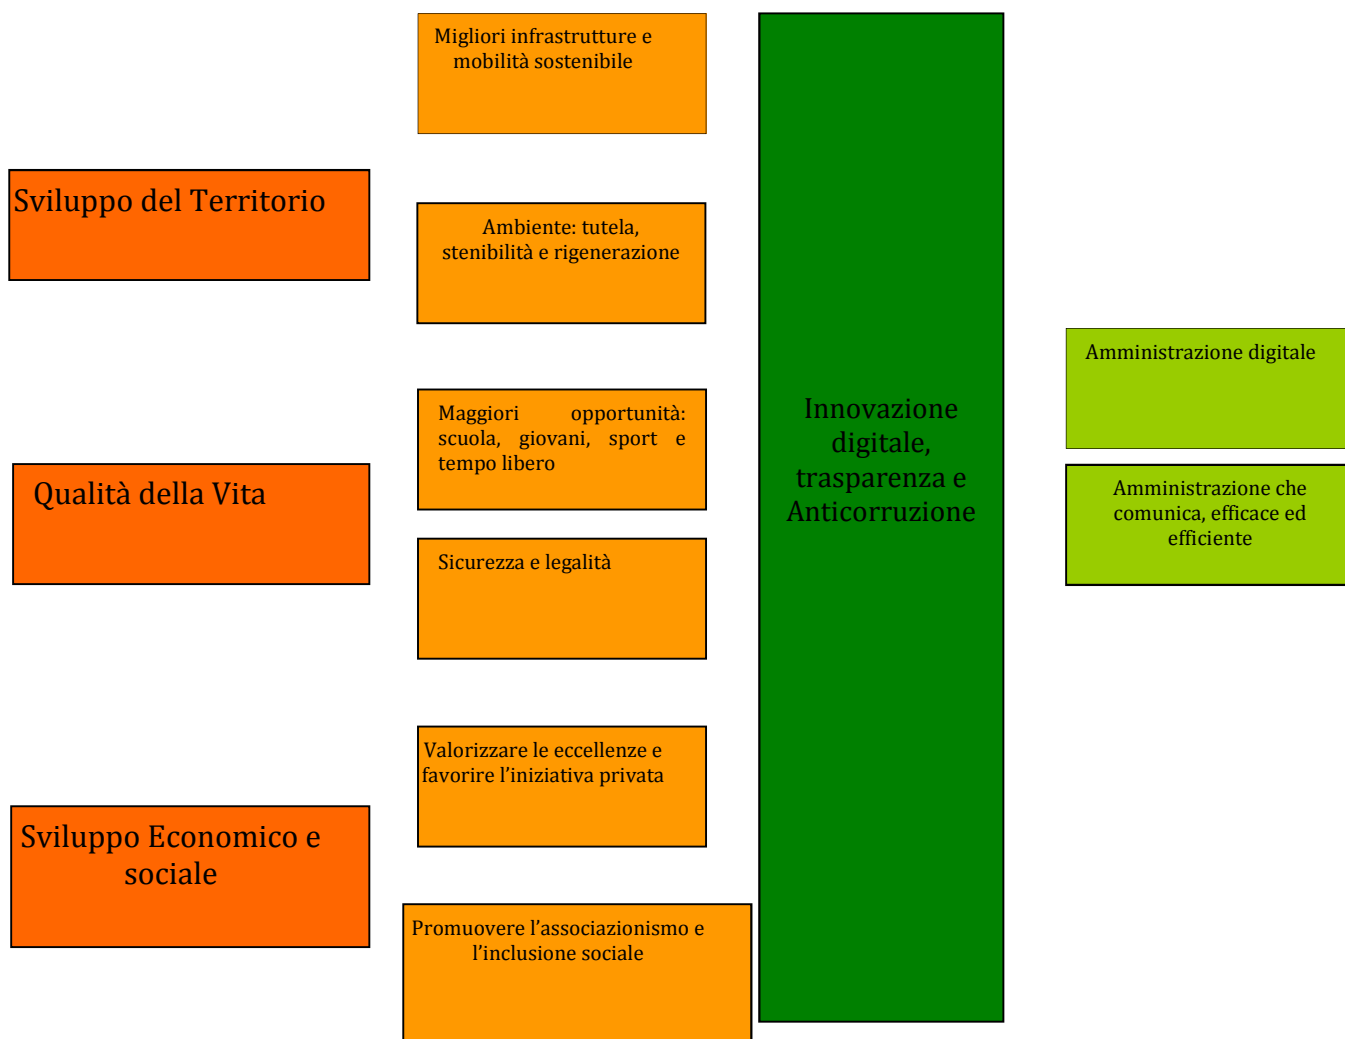 Migliori infrastrutture e
mobilità sostenibile
Sviluppo del Territorio
Ambiente: tutela,
stenibilità e rigenerazione
Maggiori opportunità:
scuola, giovani, sport e
tempo libero
Qualità della Vita
Sicurezza e legalità
Valorizzare le eccellenze e
favorire l’iniziativa privata
Sviluppo Economico e
sociale
Promuovere l’associazionismo e
l’inclusione sociale
Innovazione
digitale,
trasparenza e
Anticorruzione
Amministrazione digitale
Amministrazione che
comunica, efficace ed
efficiente